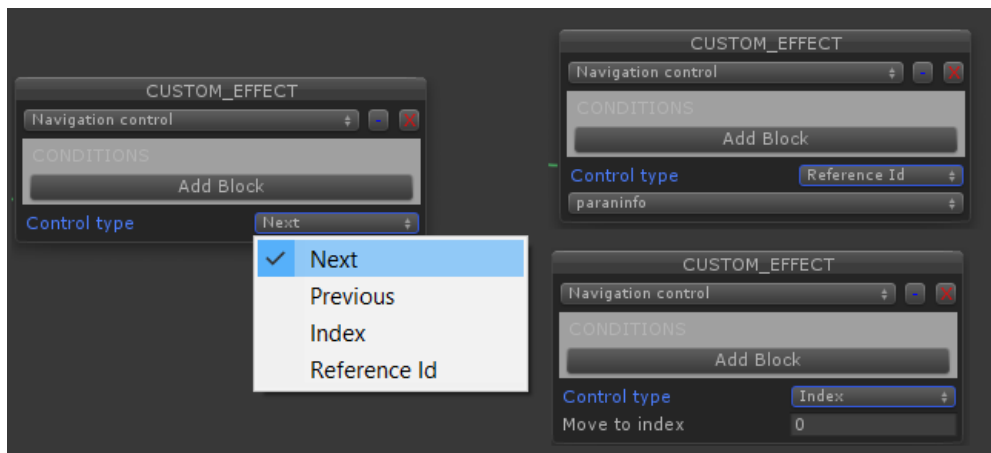 CUSTOM_EFFECT
Navigation control
-
X
CONDITIONS
Add Block
Control type
Next
Next
Previous
Index
Reference Id
CUSTOM_EFFECT
Navigation control
-
X
CONDITIONS
Add Block
Control type
Reference Id
paraninfo
CUSTOM_EFFECT
Navigation control
-
X
CONDITIONS
Add Block
Control type
Index
Move to index
0